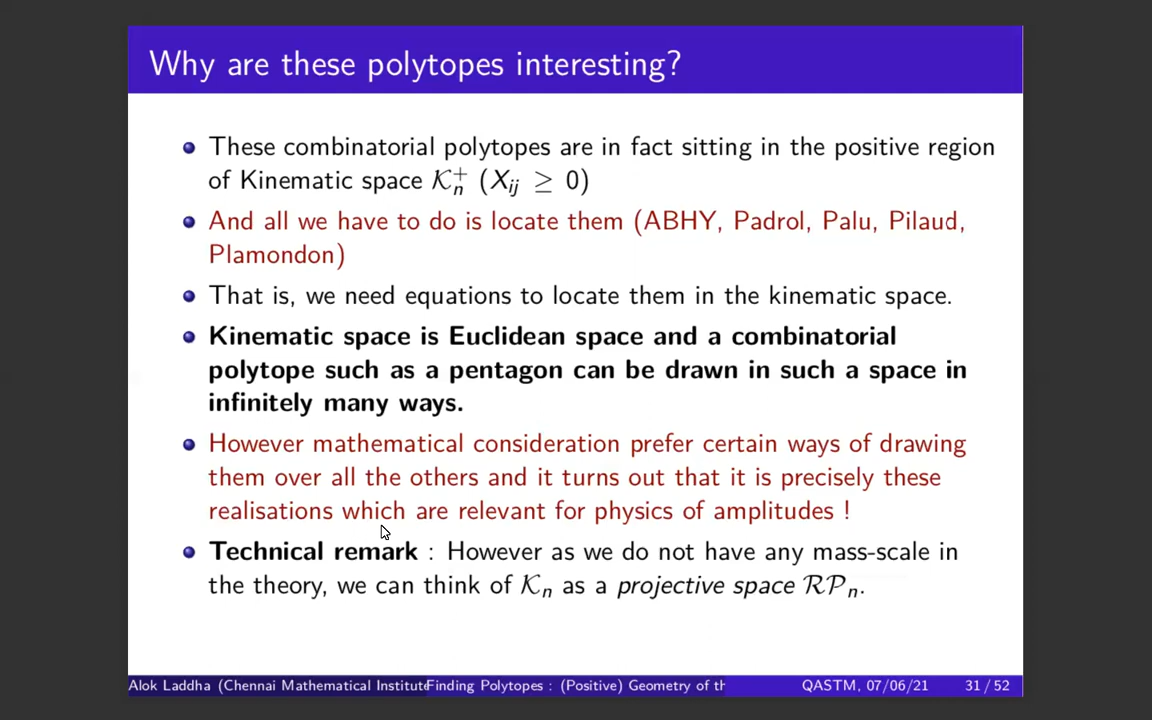 Why are these polytopes interesting?
These combinatorial polytopes are in fact sitting in the positive region
of Kinematic space 𝒦ₙ⁺ (Xᵢⱼ ≥ 0)
And all we have to do is locate them (ABHY, Padrol, Palu, Pilaud,
Plamondon)
That is, we need equations to locate them in the kinematic space.
Kinematic space is Euclidean space and a combinatorial
polytope such as a pentagon can be drawn in such a space in
infinitely many ways.
However mathematical consideration prefer certain ways of drawing
them over all the others and it turns out that it is precisely these
realisations which are relevant for physics of amplitudes !
Technical remark : However as we do not have any mass-scale in
the theory, we can think of 𝒦ₙ as a projective space ℛ𝒫ₙ.
Alok Laddha (Chennai Mathematical Institute Finding Polytopes : (Positive) Geometry of th QASTM, 07/06/21 31 / 52